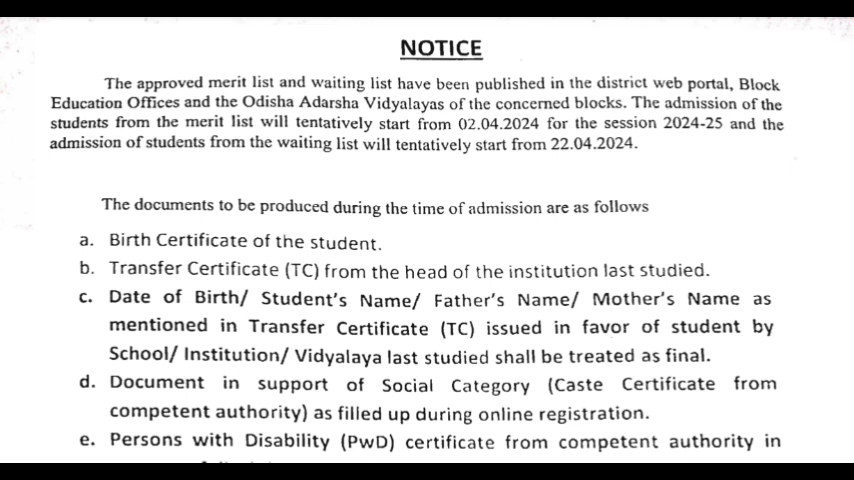 NOTICE
The approved merit list and waiting list have been published in the district web portal, Block
Education Offices and the Odisha Adarsha Vidyalayas of the concerned blocks. The admission of the
students from the merit list will tentatively start from 02.04.2024 for the session 2024-25 and the
admission of students from the waiting list will tentatively start from 22.04.2024.
The documents to be produced during the time of admission are as follows
a. Birth Certificate of the student.
b. Transfer Certificate (TC) from the head of the institution last studied.
c. Date of Birth/ Student's Name/ Father's Name/ Mother's Name as
mentioned in Transfer Certificate (TC) issued in favor of student by
School/ Institution/ Vidyalaya last studied shall be treated as final.
d. Document in support of Social Category (Caste Certificate from
competent authority) as filled up during online registration.
e. Persons with Disability (PwD) certificate from competent authority in